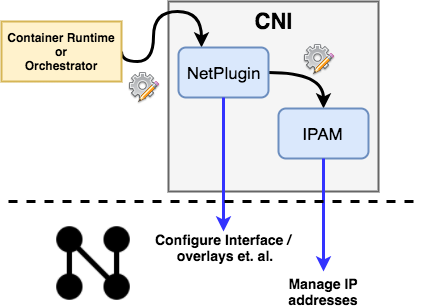 CNI
Container Runtime
or
Orchestrator
NetPlugin
IPAM
Configure Interface /
overlays et. al.
Manage IP
addresses